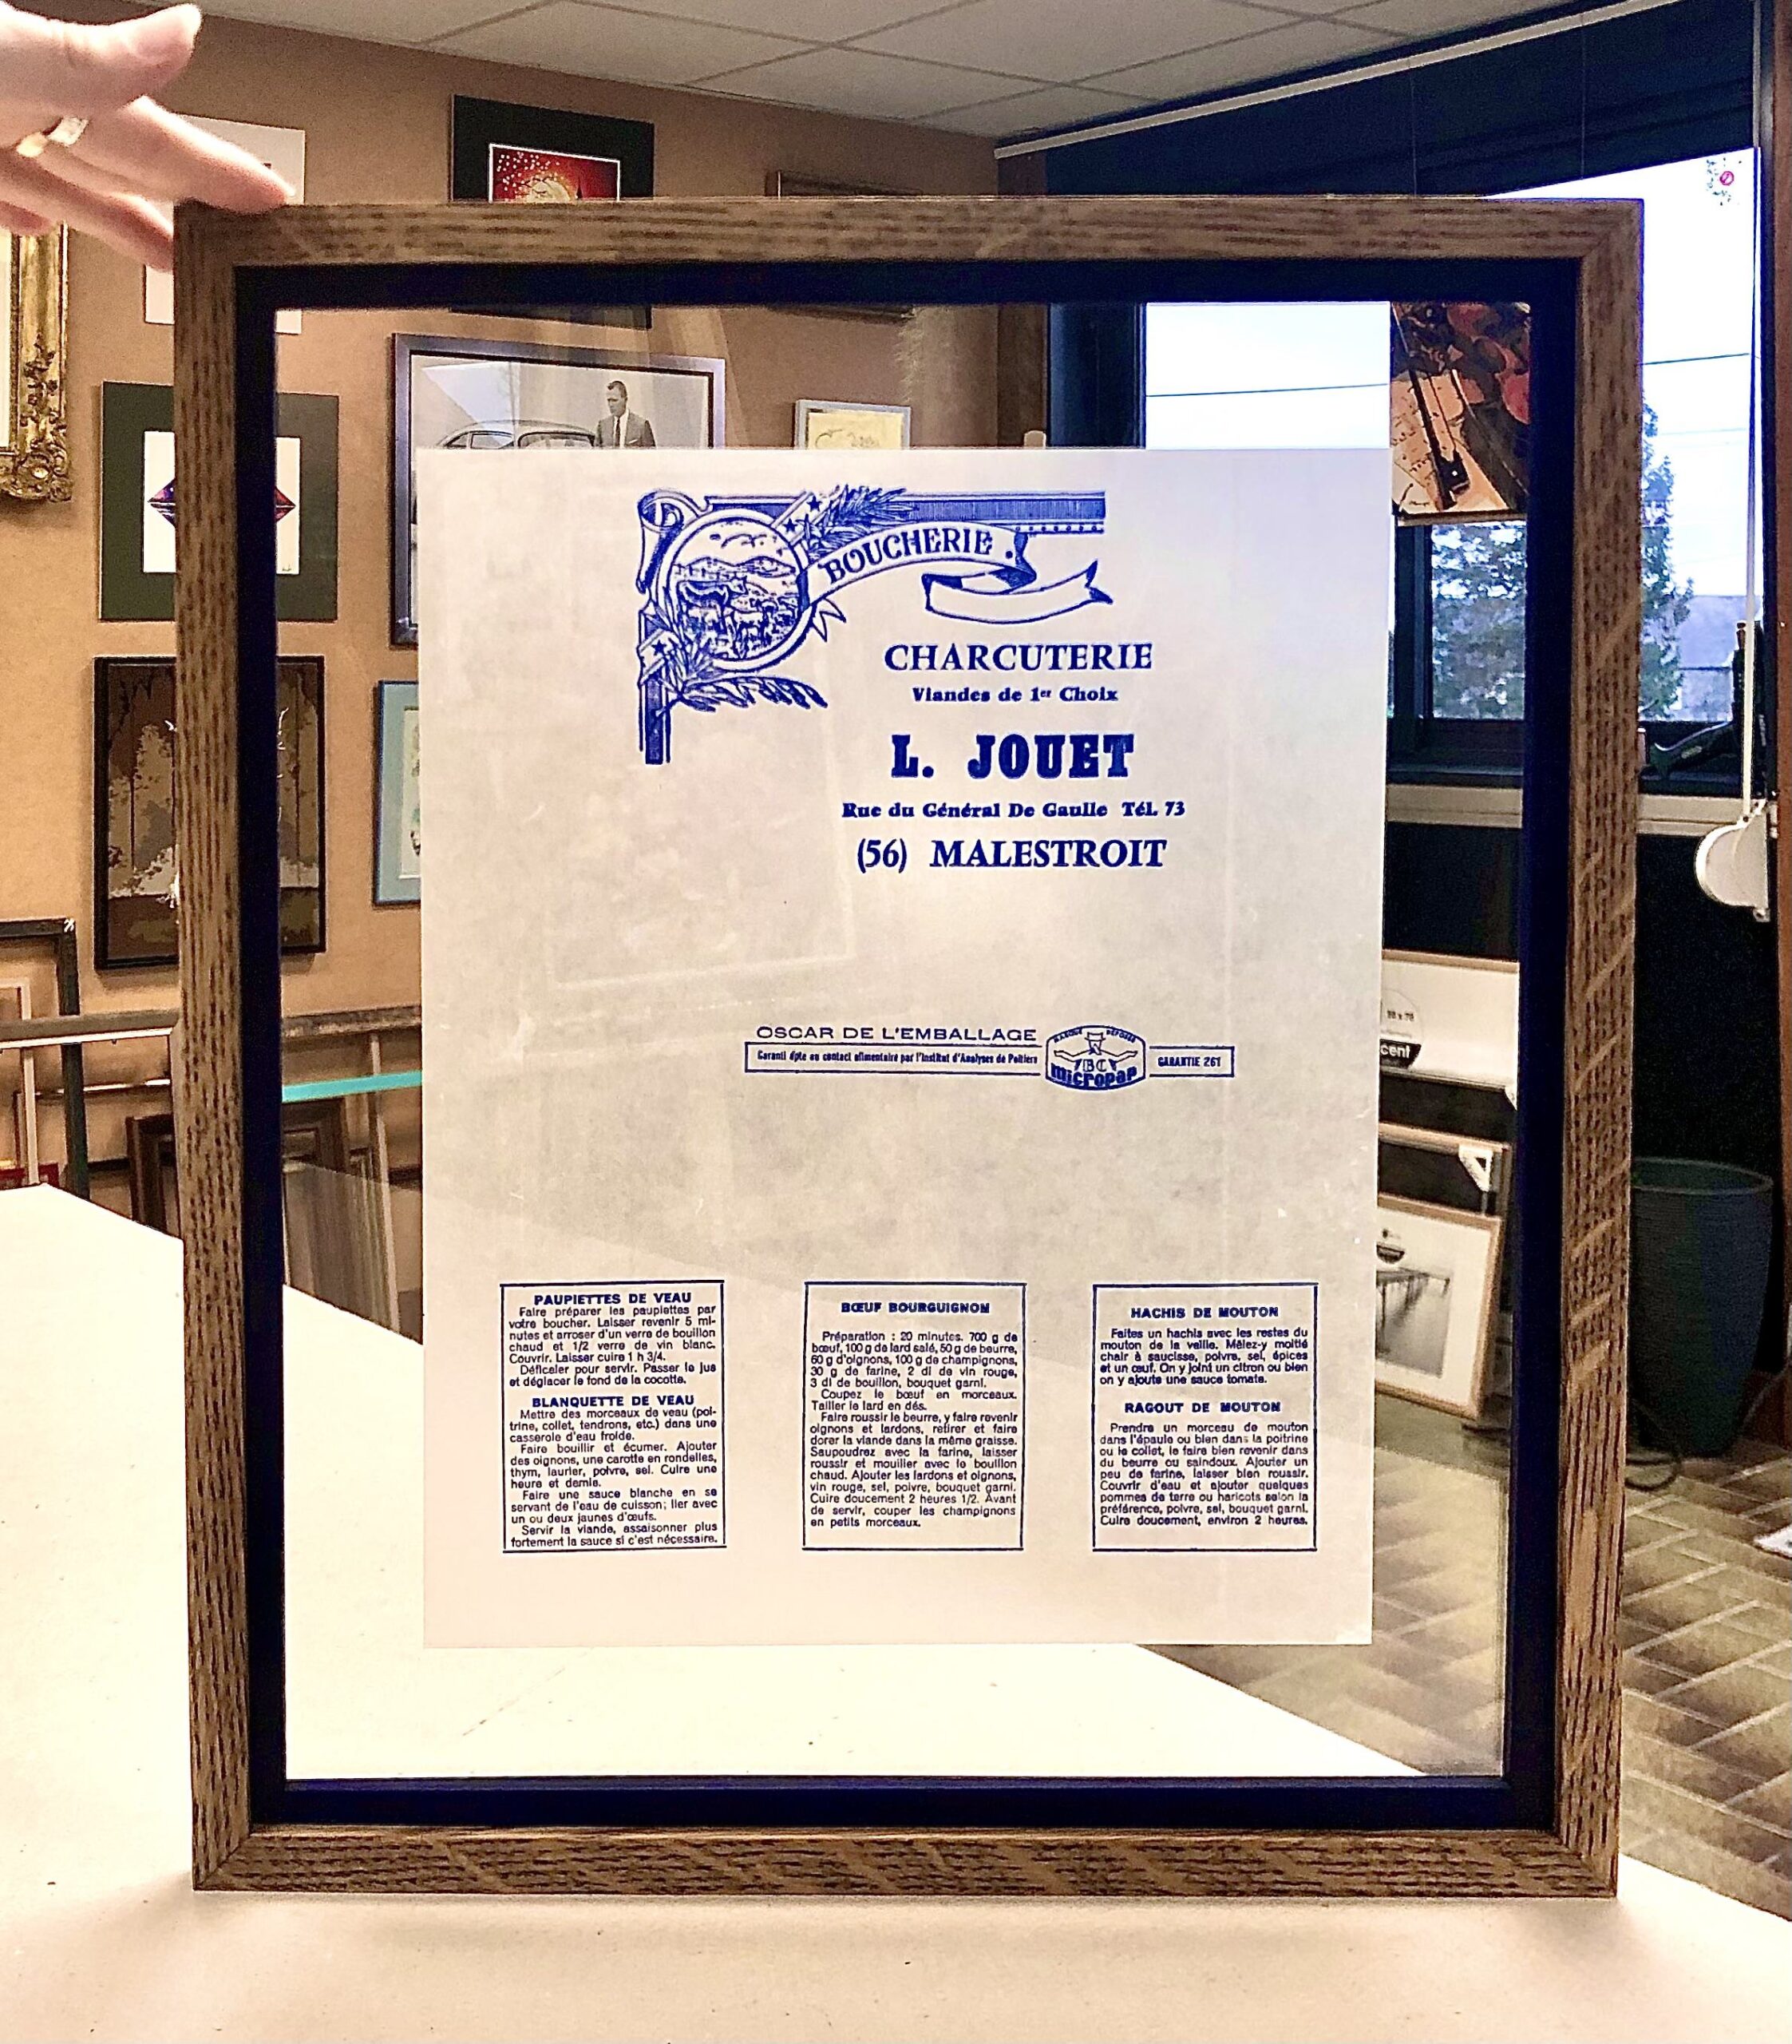 BOUCHERIE
CHARCUTERIE
Viandes de 1er Choix
L. JOUET
Rue du Général De Gaulle Tél. 73
(56) MALESTROIT
OSCAR DE L'EMBALLAGE
Garanti apte au contact alimentaire par l'Institut d'Analyses de Poitiers
MARQUE DÉPOSÉE
BC
micropap
GARANTIE 261
PAUPIETTES DE VEAU
Faire préparer les paupiettes par
votre boucher. Laisser revenir 5 mi-
nutes et arroser d'un verre de bouillon
chaud et 1/2 verre de vin blanc.
Couvrir. Laisser cuire 1 h 3/4.
Déficeler pour servir. Passer le jus
et déglacer le fond de la cocotte.
BLANQUETTE DE VEAU
Mettre des morceaux de veau (poi-
trine, collet, tendrons, etc.) dans une
casserole d'eau froide.
Faire bouillir et écumer. Ajouter
des oignons, une carotte en rondelles,
thym, laurier, poivre, sel. Cuire une
heure et demie.
Faire une sauce blanche en se
servant de l'eau de cuisson; lier avec
un ou deux jaunes d'œufs.
Servir la viande, assaisonner plus
fortement la sauce si c'est nécessaire.
BŒUF BOURGUIGNON
Préparation : 20 minutes. 700 g de
bœuf, 100 g de lard salé, 50 g de beurre,
60 g d'oignons, 100 g de champignons,
30 g de farine, 2 dl de vin rouge,
3 dl de bouillon, bouquet garni.
Coupez le bœuf en morceaux.
Tailler le lard en dés.
Faire roussir le beurre, y faire revenir
oignons et lardons, retirer et faire
dorer la viande dans la même graisse.
Saupoudrez avec la farine, laisser
roussir et mouiller avec le bouillon
chaud. Ajouter les lardons et oignons,
vin rouge, sel, poivre, bouquet garni.
Cuire doucement 2 heures 1/2. Avant
de servir, couper les champignons
en petits morceaux.
HACHIS DE MOUTON
Faites un hachis avec les restes du
mouton de la veille. Mêlez-y moitié
chair à saucisse, poivre, sel, épices
et un œuf. On y joint un citron ou bien
on y ajoute une sauce tomate.
RAGOUT DE MOUTON
Prendre un morceau de mouton
dans l'épaule ou bien dans la poitrine
ou le collet, le faire bien revenir dans
du beurre ou saindoux. Ajouter un
peu de farine, laisser bien roussir.
Couvrir d'eau et ajouter quelques
pommes de terre ou haricots selon la
préférence, poivre, sel, bouquet garni.
Cuire doucement, environ 2 heures.
cent